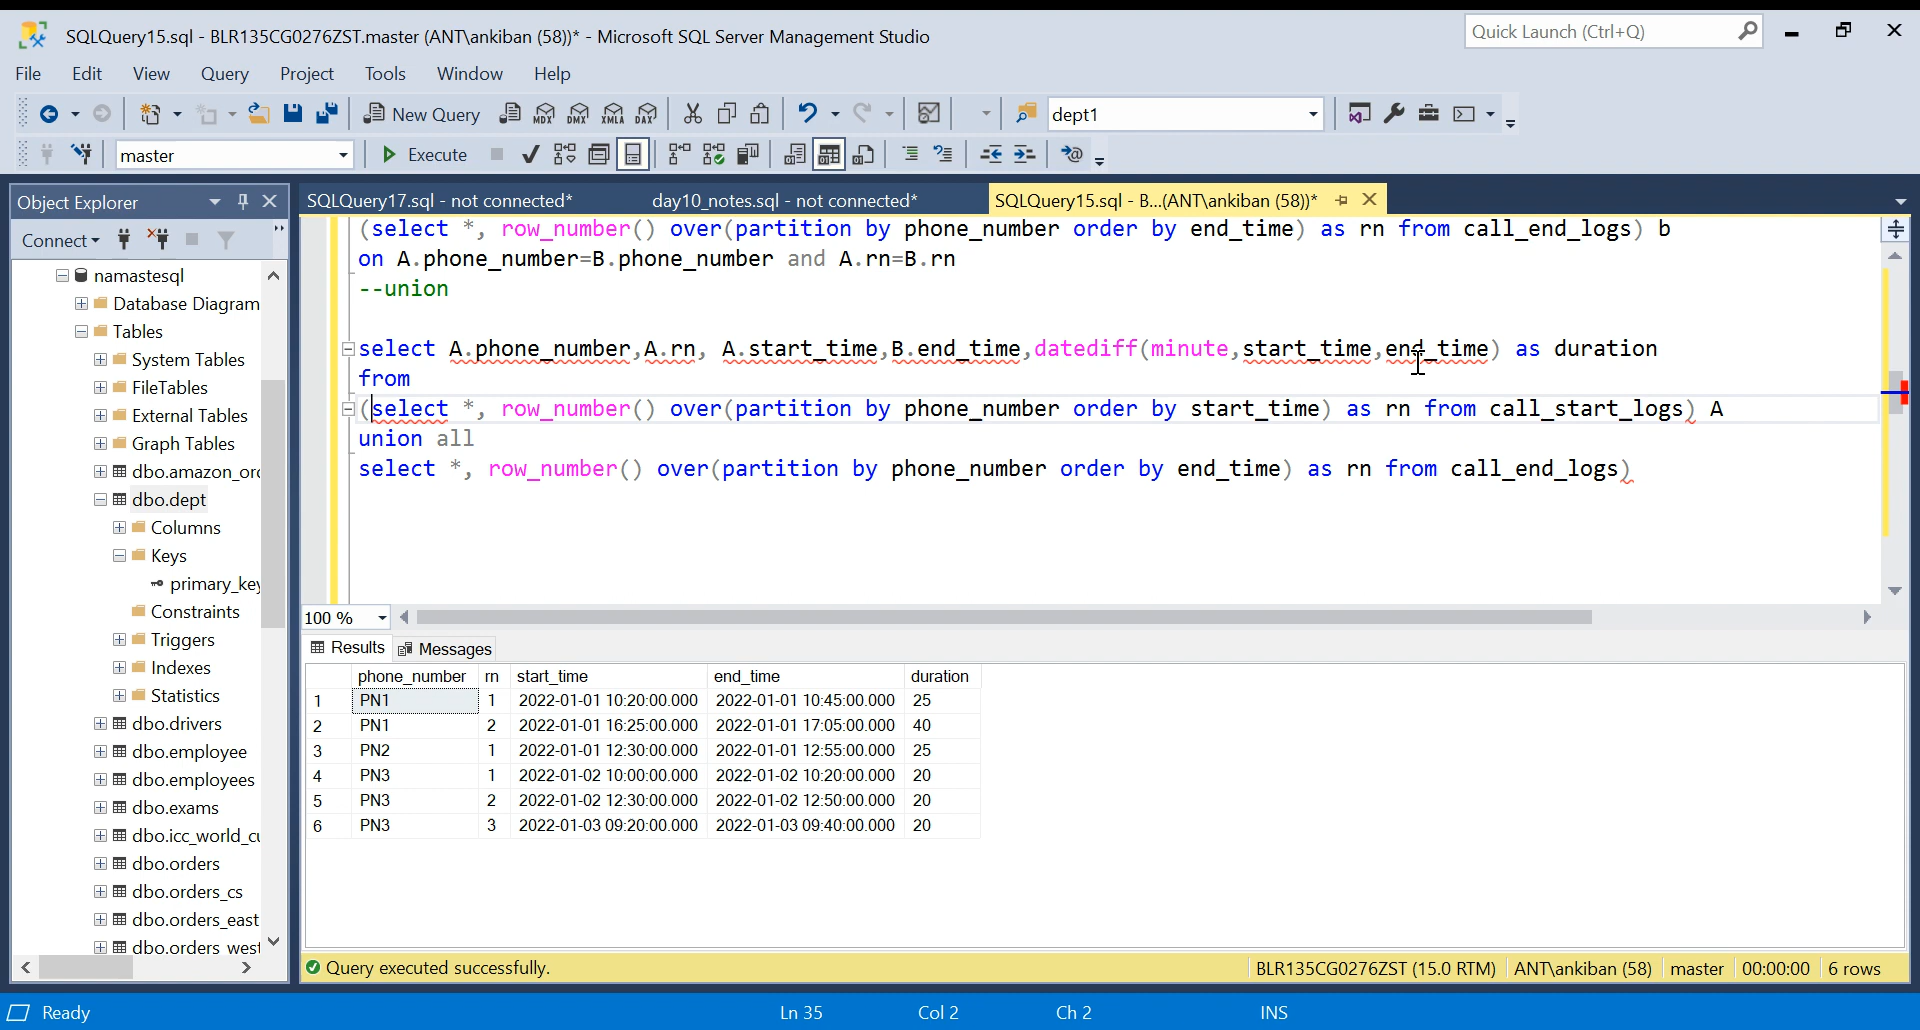 SQLQuery15.sql - BLR135CG0276ZST.master (ANT\ankiban (58))* - Microsoft SQL Server Management Studio
Quick Launch (Ctrl+Q)
File Edit View Query Project Tools Window Help
New Query MDX DMX XMLA DAX dept1
master Execute
Object Explorer
SQLQuery17.sql - not connected* day10_notes.sql - not connected* SQLQuery15.sql - B...(ANT\ankiban (58))*
Connect
namastesql
Database Diagram
Tables
System Tables
FileTables
External Tables
Graph Tables
dbo.amazon_orc
dbo.dept
Columns
Keys
primary_key
Constraints
Triggers
Indexes
Statistics
dbo.drivers
dbo.employee
dbo.employees
dbo.exams
dbo.icc_world_cu
dbo.orders
dbo.orders_cs
dbo.orders_east
dbo.orders_west
(select *, row_number() over(partition by phone_number order by end_time) as rn from call_end_logs) b
on A.phone_number=B.phone_number and A.rn=B.rn
--union
select A.phone_number,A.rn, A.start_time,B.end_time,datediff(minute,start_time,end_time) as duration
from
(select *, row_number() over(partition by phone_number order by start_time) as rn from call_start_logs) A
union all
select *, row_number() over(partition by phone_number order by end_time) as rn from call_end_logs)
100 %
Results Messages
phone_number rn start_time end_time duration
1 PN1 1 2022-01-01 10:20:00.000 2022-01-01 10:45:00.000 25
2 PN1 2 2022-01-01 16:25:00.000 2022-01-01 17:05:00.000 40
3 PN2 1 2022-01-01 12:30:00.000 2022-01-01 12:55:00.000 25
4 PN3 1 2022-01-02 10:00:00.000 2022-01-02 10:20:00.000 20
5 PN3 2 2022-01-02 12:30:00.000 2022-01-02 12:50:00.000 20
6 PN3 3 2022-01-03 09:20:00.000 2022-01-03 09:40:00.000 20
Query executed successfully. BLR135CG0276ZST (15.0 RTM) ANT\ankiban (58) master 00:00:00 6 rows
Ready Ln 35 Col 2 Ch 2 INS